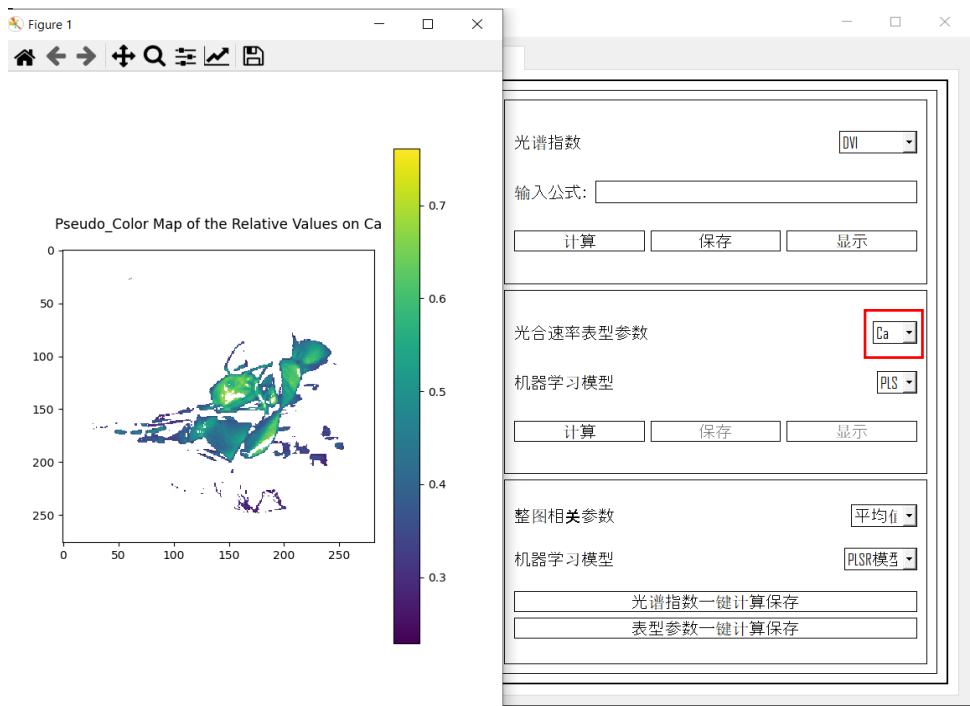 Figure 1
Pseudo_Color Map of the Relative Values on Ca
0
50
100
150
200
250
0 50 100 150 200 250
0.7
0.6
0.5
0.4
0.3
光谱指数 DVI
输入公式:
计算 保存 显示
光合速率表型参数 Ca
机器学习模型 PLS
计算 保存 显示
整图相关参数 平均值
机器学习模型 PLSR模型
光谱指数一键计算保存
表型参数一键计算保存